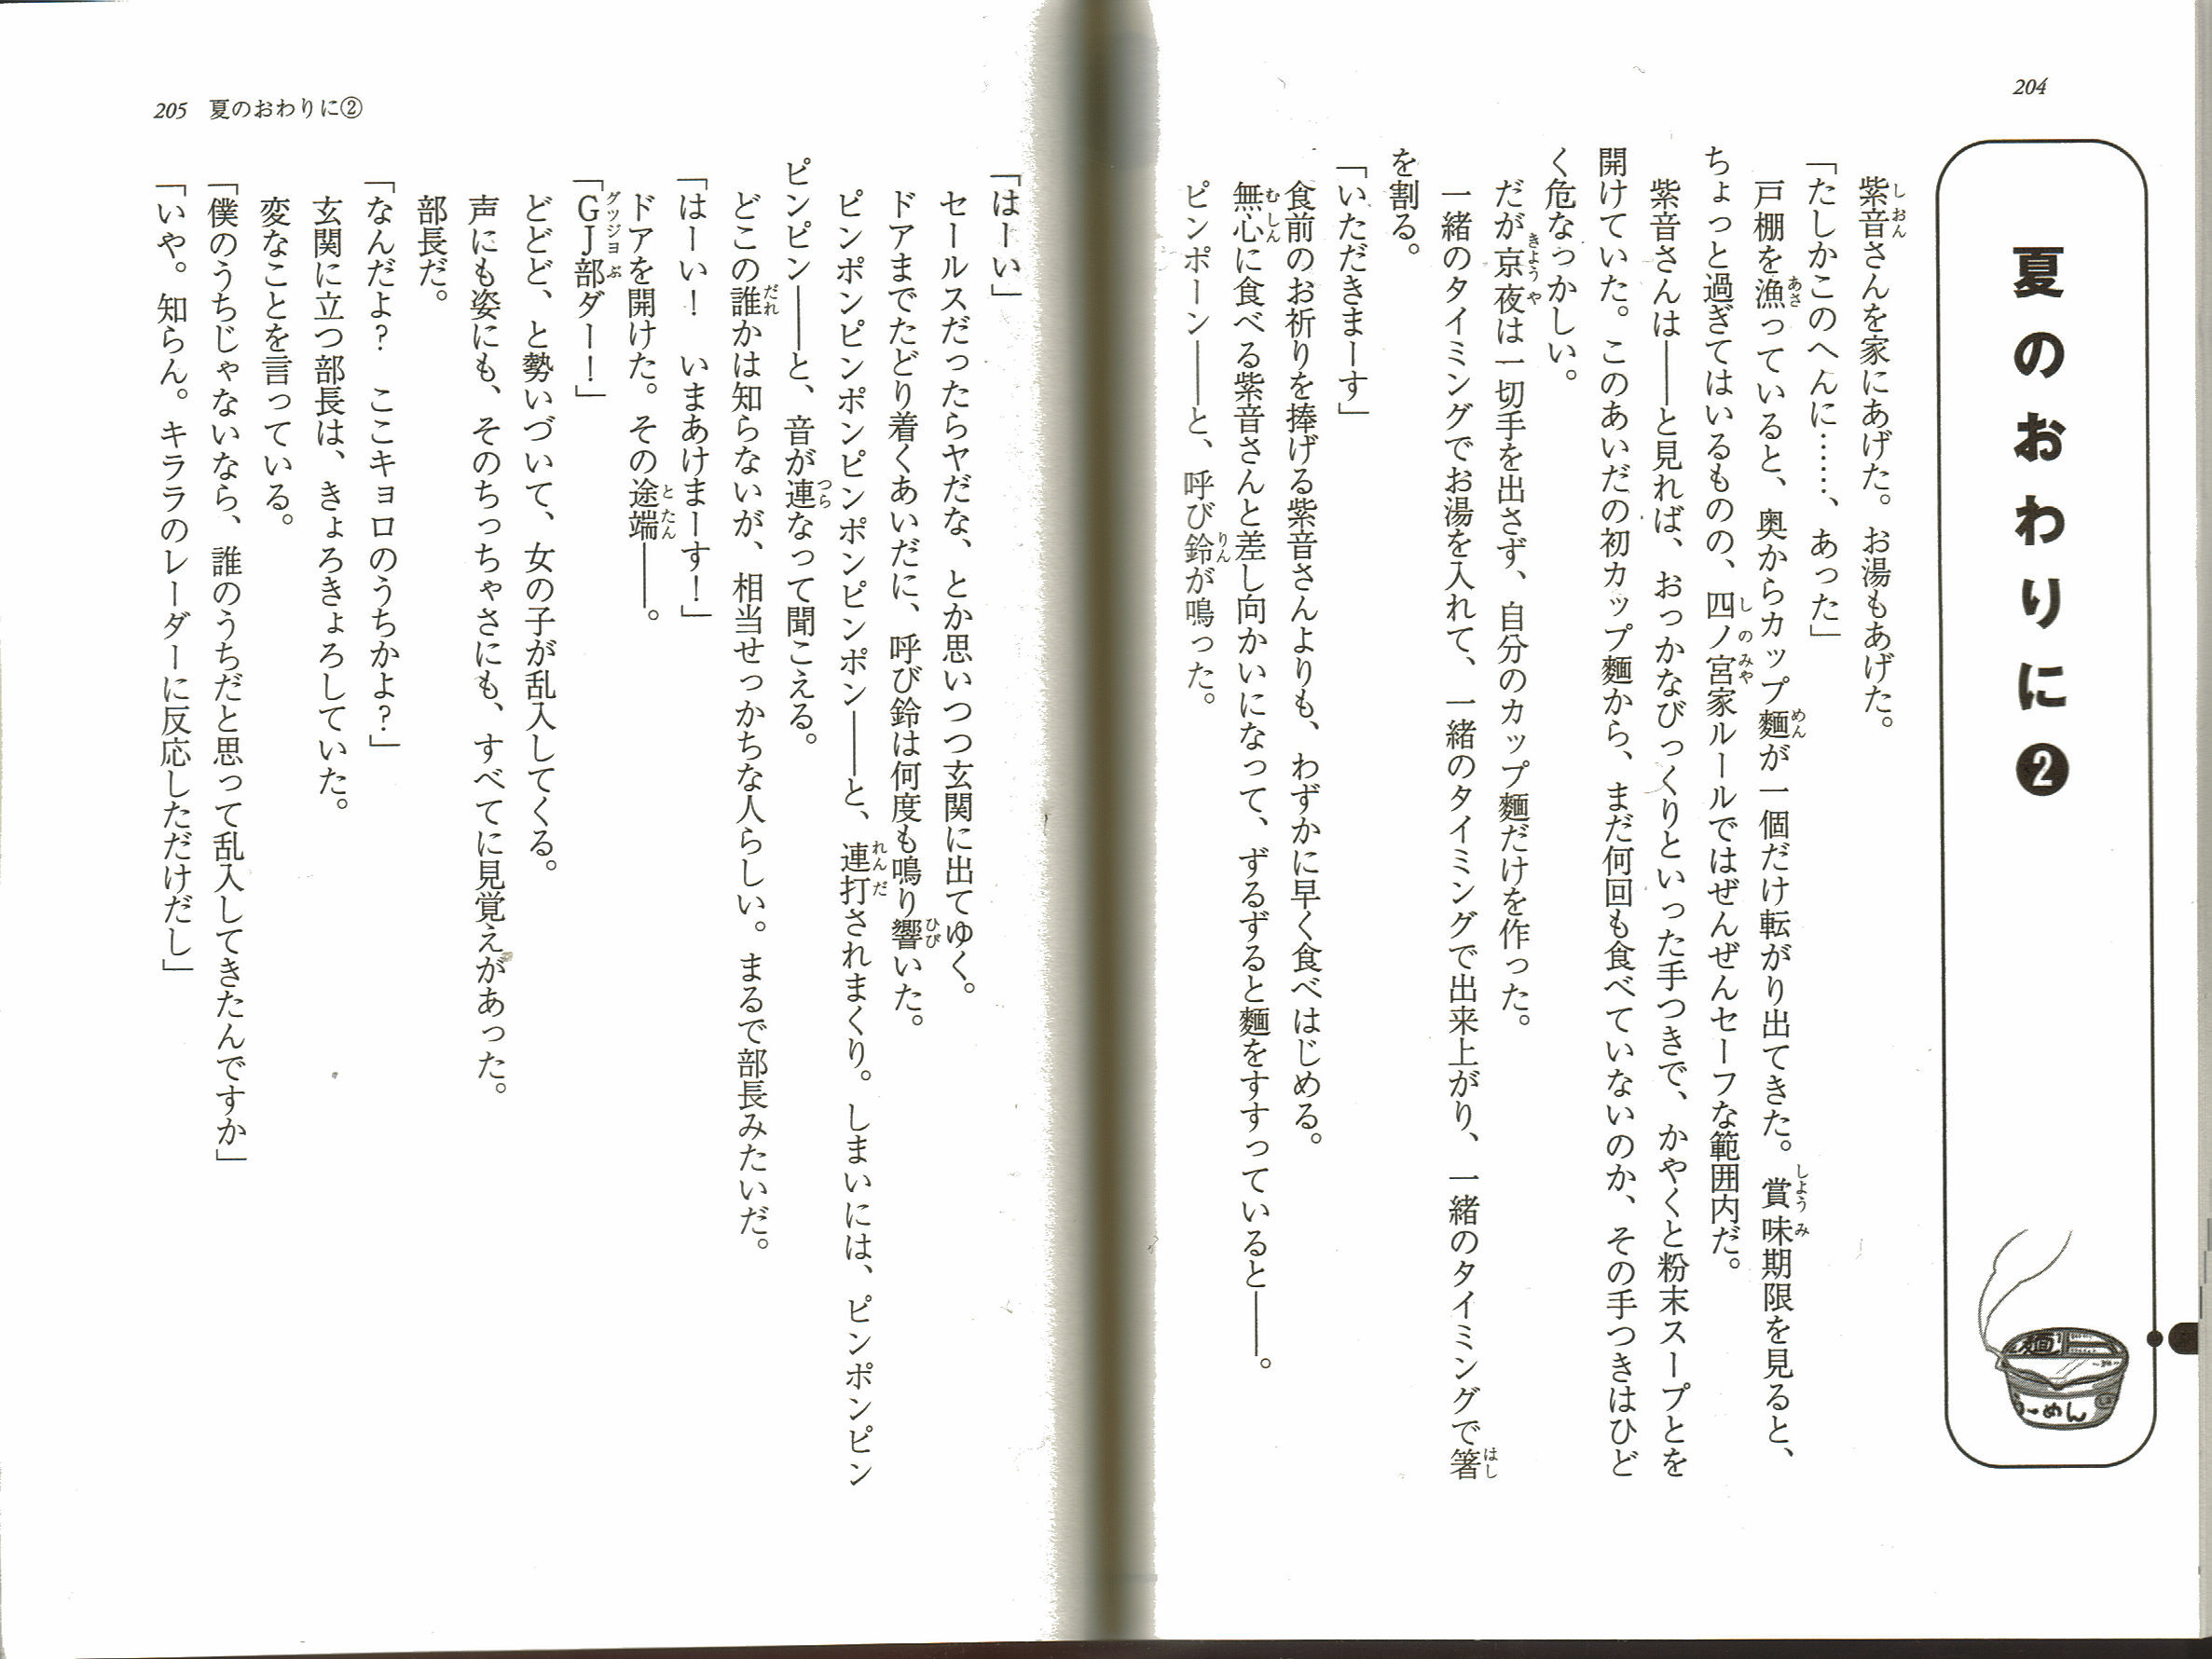 204
夏のおわりに❷
紫音さんを家にあげた。お湯もあげた。
「たしかこのへんに……、あった」
戸棚を漁っていると、奥からカップ麵が一個だけ転がり出てきた。賞味期限を見ると、
ちょっと過ぎてはいるものの、四ノ宮家ルールではぜんぜんセーフな範囲内だ。
紫音さんは――と見れば、おっかなびっくりといった手つきで、かやくと粉末スープとを
開けていた。このあいだの初カップ麵から、まだ何回も食べていないのか、その手つきはひど
く危なっかしい。
だが京夜は一切手を出さず、自分のカップ麵だけを作った。
一緒のタイミングでお湯を入れて、一緒のタイミングで出来上がり、一緒のタイミングで箸
を割る。
「いただきまーす」
食前のお祈りを捧げる紫音さんよりも、わずかに早く食べはじめる。
無心に食べる紫音さんと差し向かいになって、ずるずると麵をすすっていると――。
ピンポーン――と、呼び鈴が鳴った。
麵
らーめん
205 夏のおわりに②
「はーい」
セールスだったらヤだな、とか思いつつ玄関に出てゆく。
ドアまでたどり着くあいだに、呼び鈴は何度も鳴り響いた。
ピンポンピンポンピンポンピンポン――と、連打されまくり。しまいには、ピンポンピン
ピンピン――と、音が連なって聞こえる。
どこの誰かは知らないが、相当せっかちな人らしい。まるで部長みたいだ。
「はーい! いまあけまーす!」
ドアを開けた。その途端――。
「GJ部ダー!」
どどど、と勢いづいて、女の子が乱入してくる。
声にも姿にも、そのちっちゃさにも、すべてに見覚えがあった。
部長だ。
「なんだよ? ここキョロのうちかよ?」
玄関に立つ部長は、きょろきょろしていた。
変なことを言っている。
「僕のうちじゃないなら、誰のうちだと思って乱入してきたんですか」
「いや。知らん。キララのレーダーに反応しただけだし」